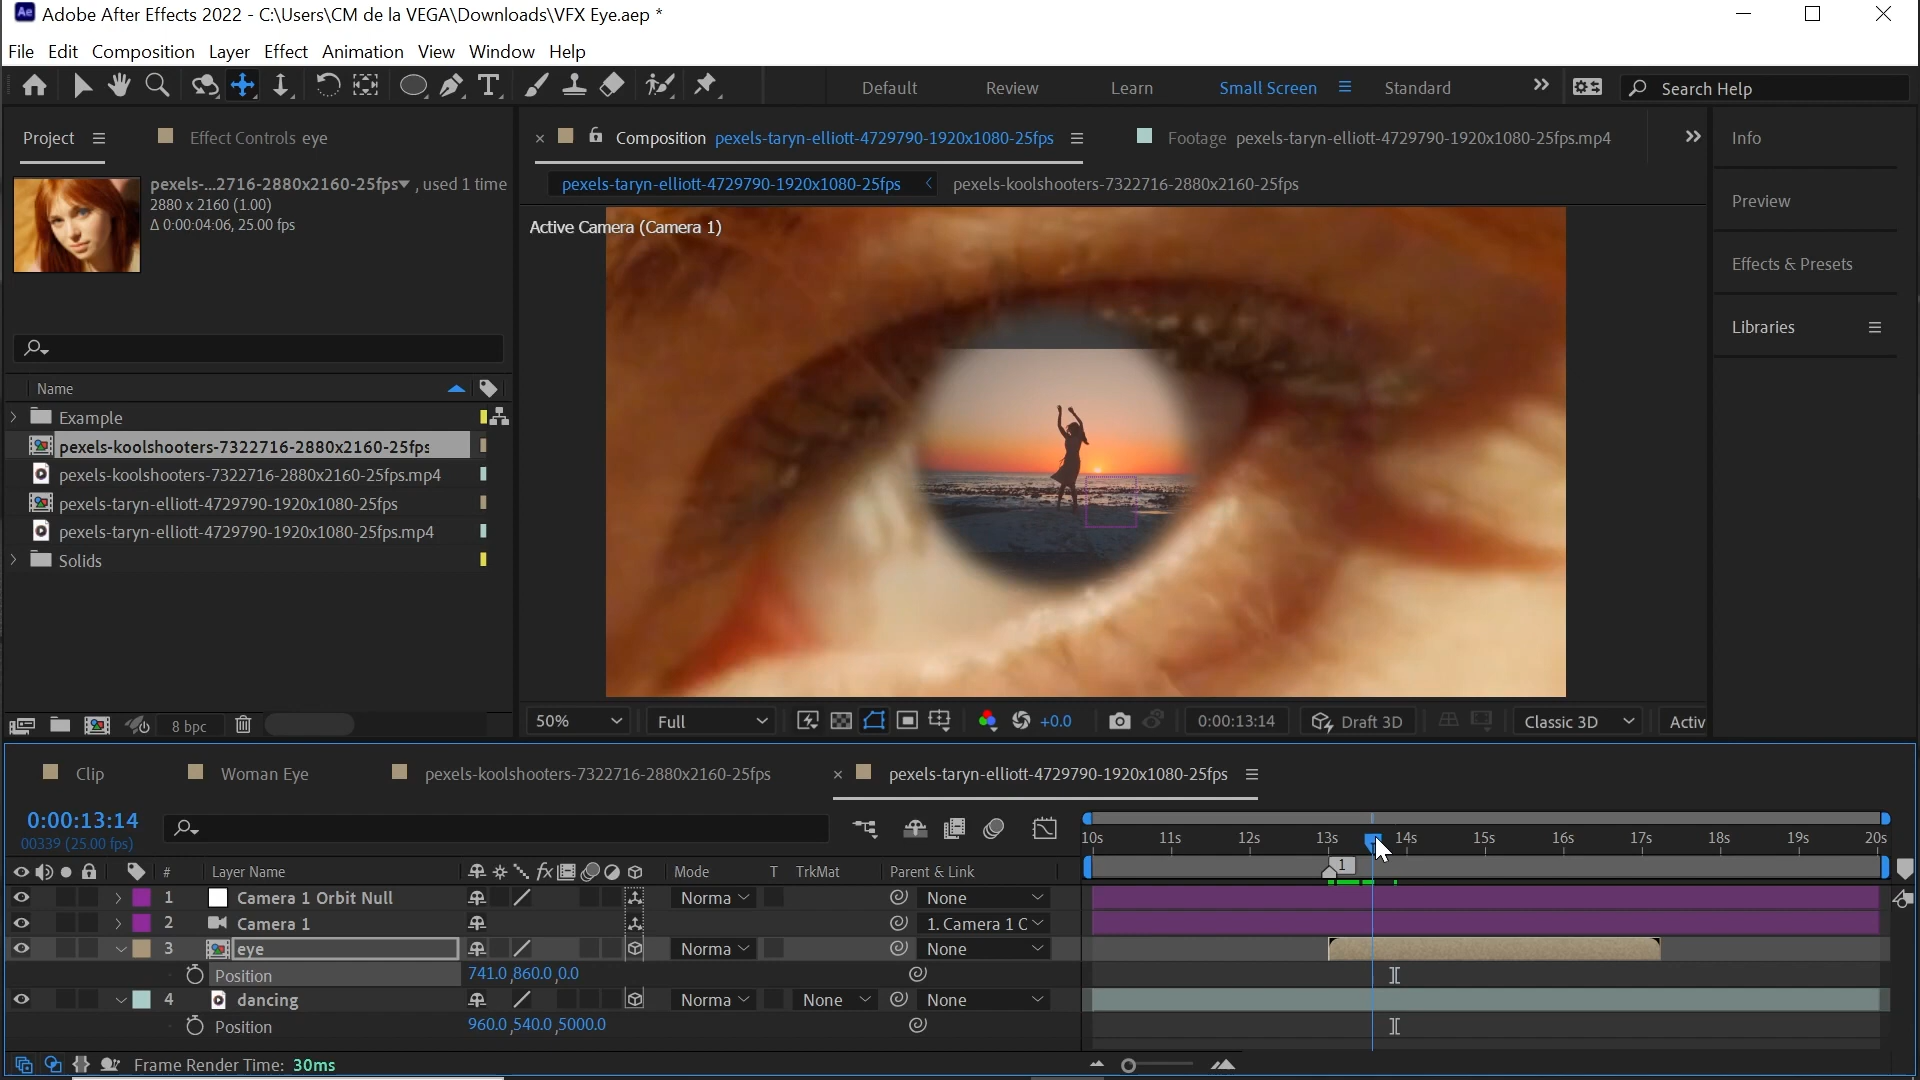 Adobe After Effects 2022 - C:\Users\CM de la VEGA\Downloads\VFX Eye.aep *
File Edit Composition Layer Effect Animation View Window Help
Default Review Learn Small Screen Standard Search Help
Project Effect Controls eye
Composition pexels-taryn-elliott-4729790-1920x1080-25fps
Footage pexels-taryn-elliott-4729790-1920x1080-25fps.mp4
Info
pexels-...2716-2880x2160-25fps , used 1 time
2880 x 2160 (1.00)
Δ 0:00:04:06, 25.00 fps
pexels-taryn-elliott-4729790-1920x1080-25fps pexels-koolshooters-7322716-2880x2160-25fps
Preview
Active Camera (Camera 1)
Effects & Presets
Libraries
Name
Example
pexels-koolshooters-7322716-2880x2160-25fps
pexels-koolshooters-7322716-2880x2160-25fps.mp4
pexels-taryn-elliott-4729790-1920x1080-25fps
pexels-taryn-elliott-4729790-1920x1080-25fps.mp4
Solids
8 bpc
50% Full +0.0 0:00:13:14 Draft 3D Classic 3D Activ
Clip Woman Eye pexels-koolshooters-7322716-2880x2160-25fps pexels-taryn-elliott-4729790-1920x1080-25fps
0:00:13:14
00339 (25.00 fps)
10s 11s 12s 13s 14s 15s 16s 17s 18s 19s 20s
1
# Layer Name fx Mode T TrkMat Parent & Link
1 Camera 1 Orbit Null Norma None
2 Camera 1 1. Camera 1 C
3 eye Norma None
Position 741.0,860.0,0.0
4 dancing Norma None None
Position 960.0,540.0,5000.0
Frame Render Time: 30ms